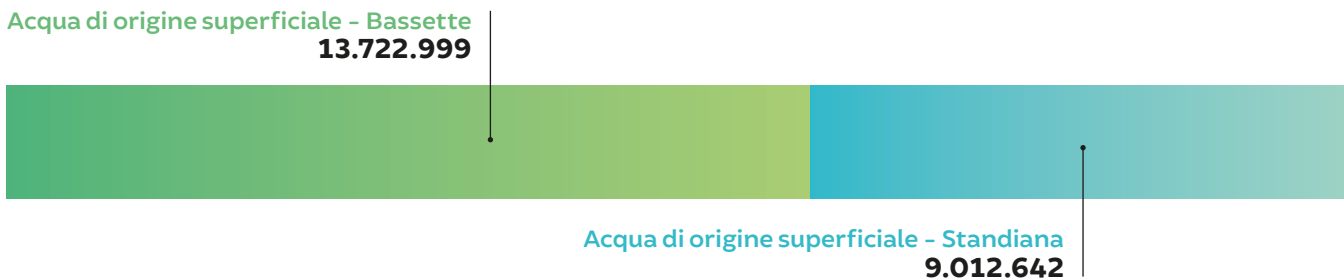 Acqua di origine superficiale - Bassette
13.722.999
Acqua di origine superficiale - Standiana
9.012.642